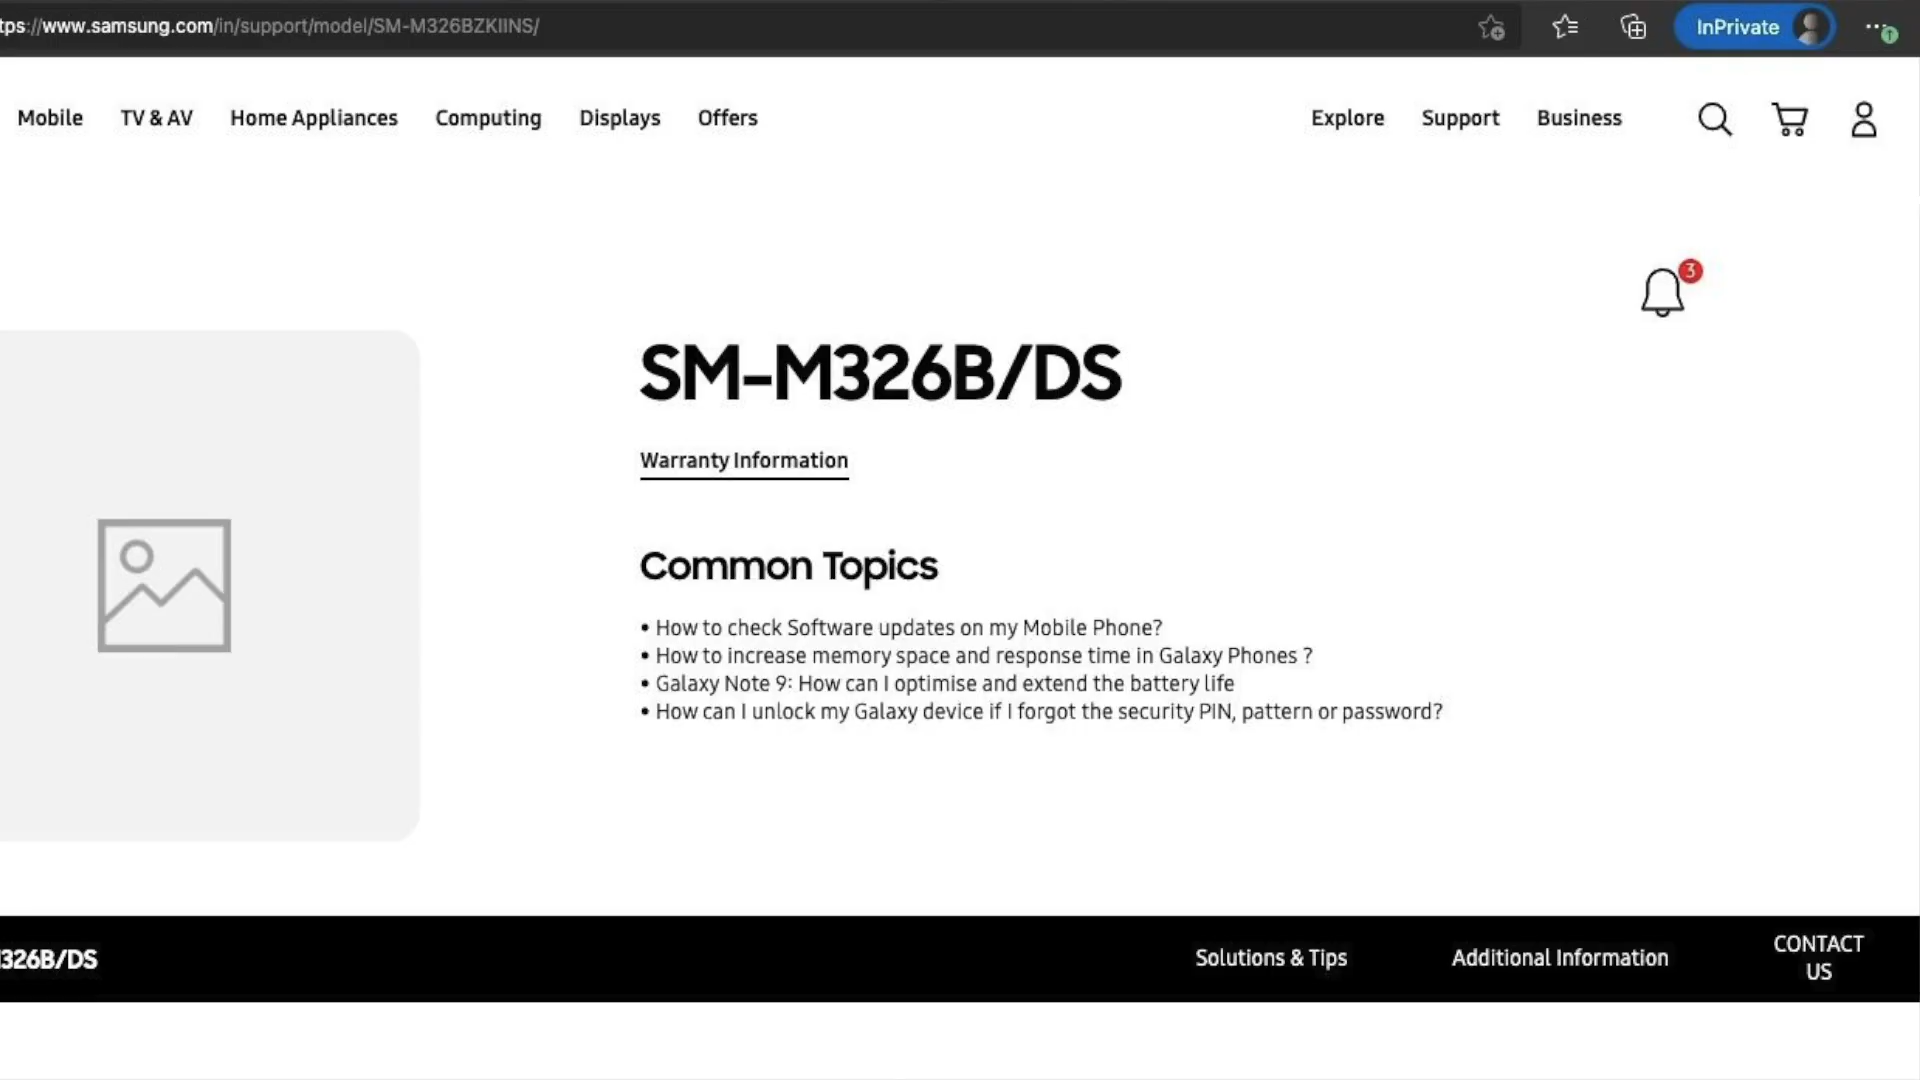 tps://www.samsung.com/in/support/model/SM-M326BZKIINS/
InPrivate
Mobile TV & AV Home Appliances Computing Displays Offers Explore Support Business
3
SM-M326B/DS
Warranty Information
Common Topics
• How to check Software updates on my Mobile Phone?
• How to increase memory space and response time in Galaxy Phones ?
• Galaxy Note 9: How can I optimise and extend the battery life
• How can I unlock my Galaxy device if I forgot the security PIN, pattern or password?
326B/DS Solutions & Tips Additional Information CONTACT
US